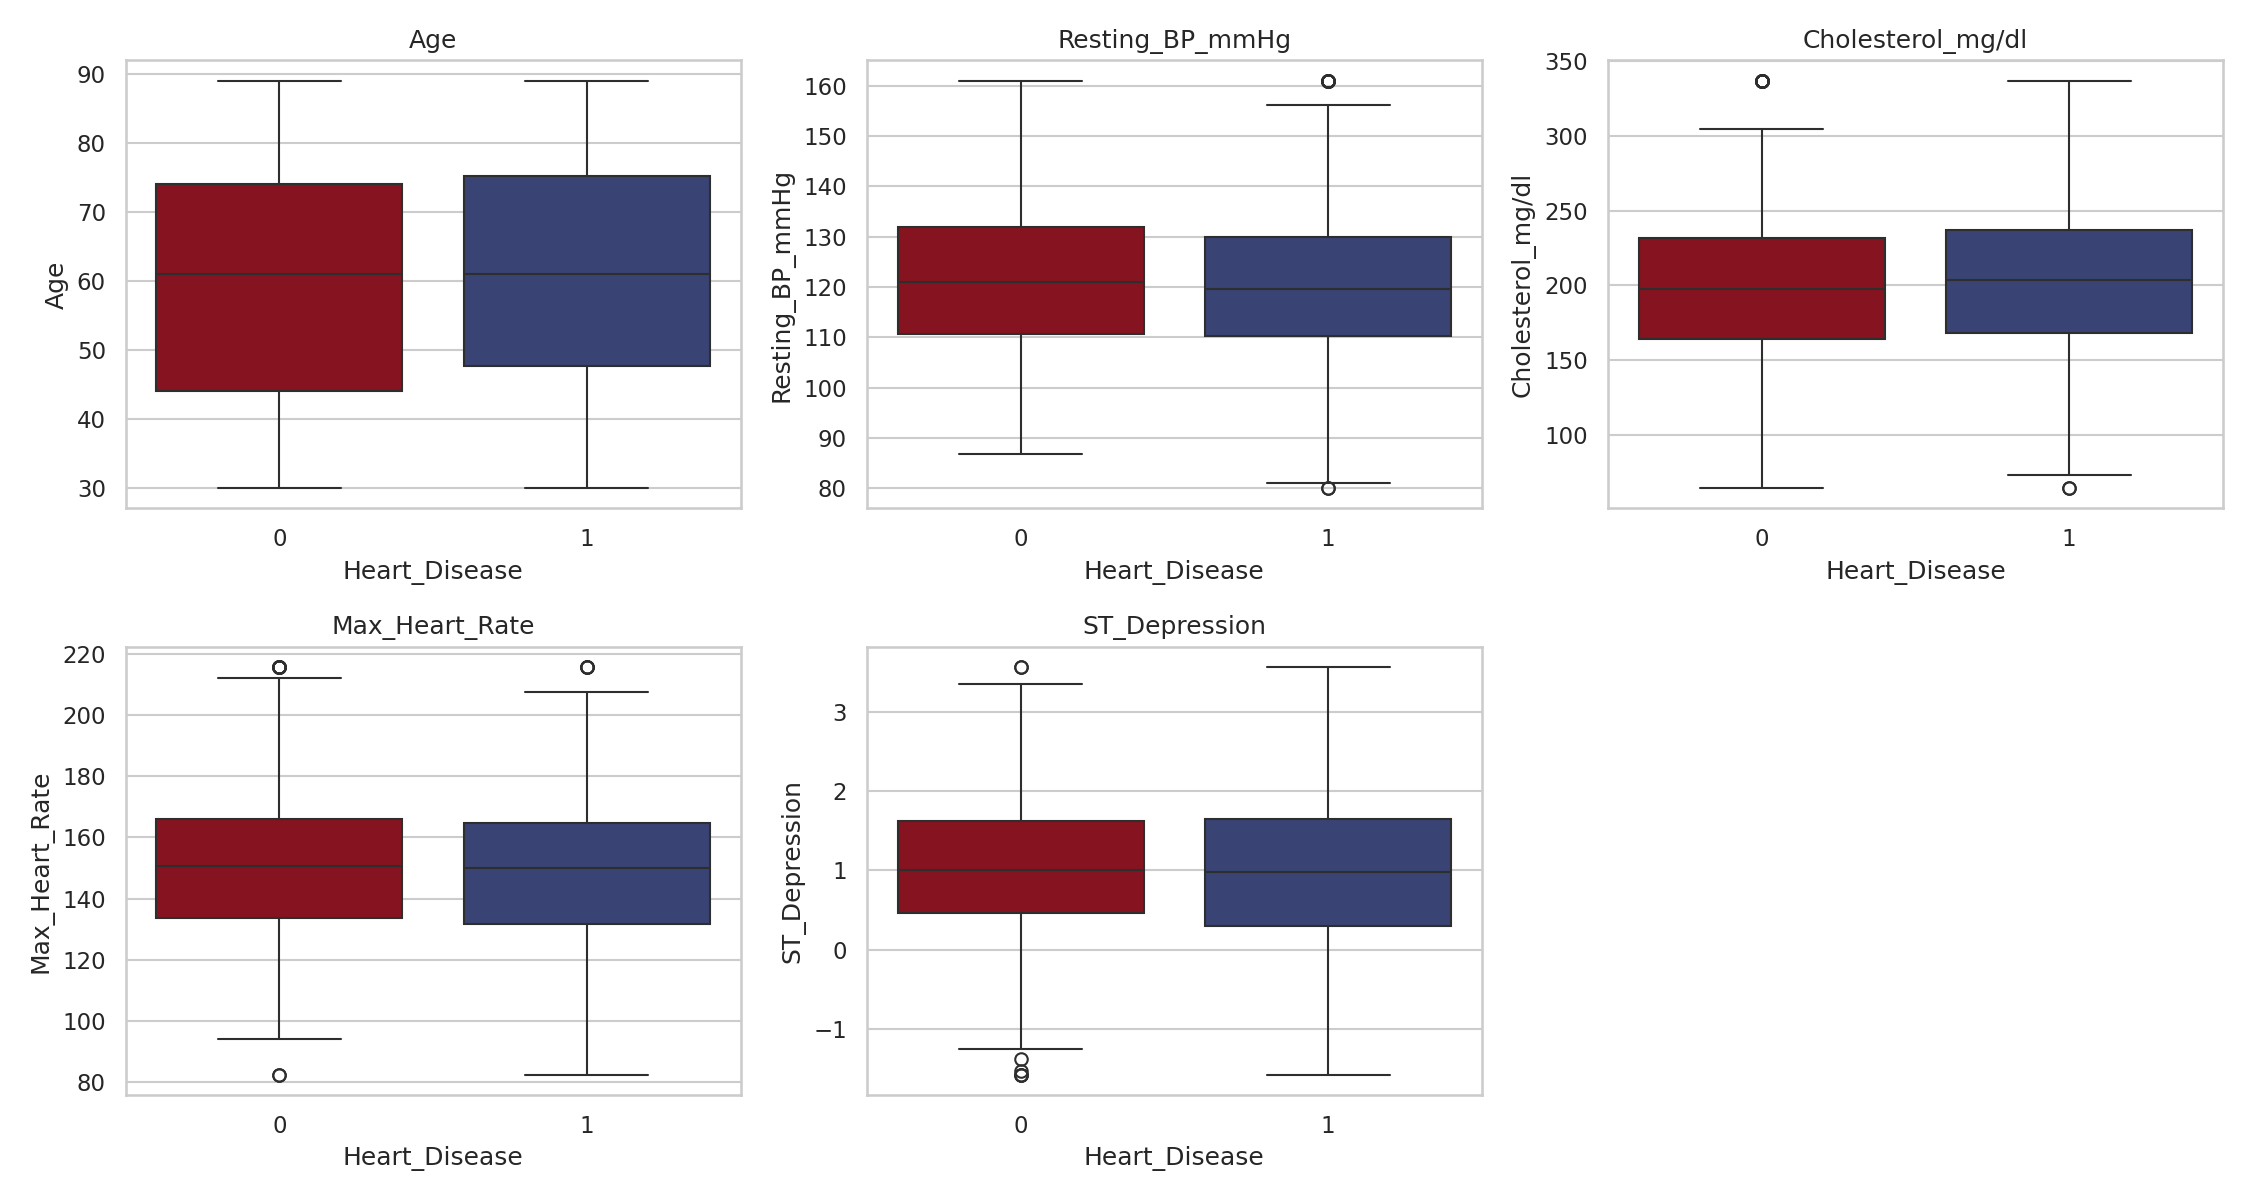 Age
90
80
70
60
50
40
30
Age
0 1
Heart_Disease
Resting_BP_mmHg
160
150
140
130
120
110
100
90
80
Resting_BP_mmHg
0 1
Heart_Disease
Cholesterol_mg/dl
350
300
250
200
150
100
Cholesterol_mg/dl
0 1
Heart_Disease
Max_Heart_Rate
220
200
180
160
140
120
100
80
Max_Heart_Rate
0 1
Heart_Disease
ST_Depression
3
2
1
0
−1
ST_Depression
0 1
Heart_Disease